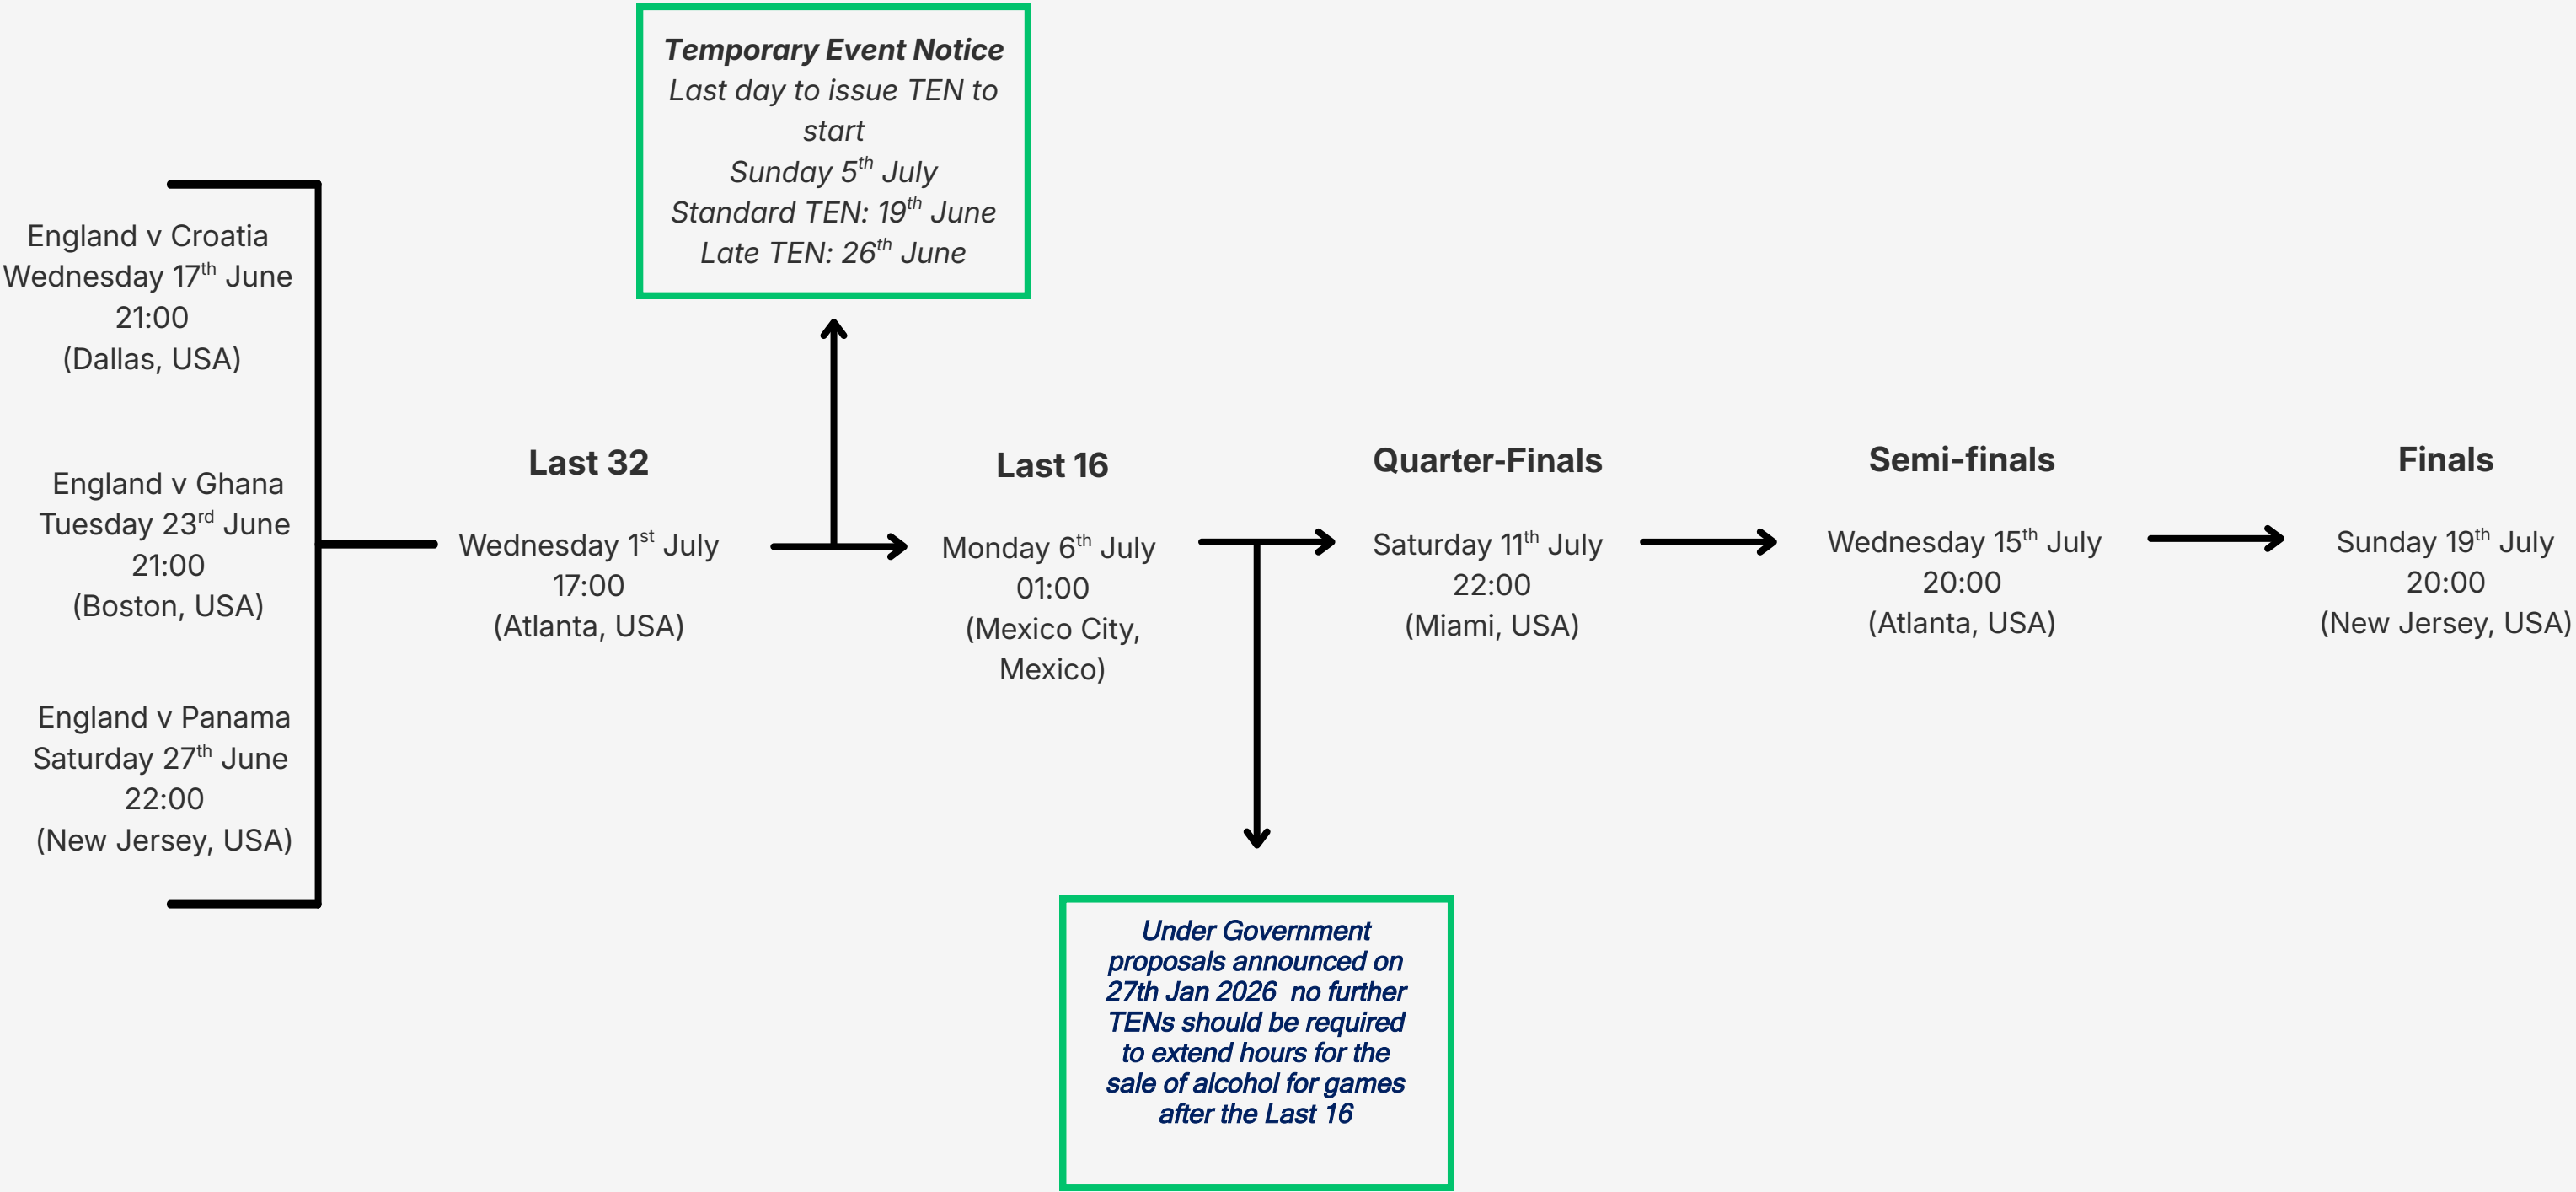 Temporary Event Notice
Last day to issue TEN to
start
Sunday 5th July
Standard TEN: 19th June
Late TEN: 26th June
England v Croatia
Wednesday 17th June
21:00
(Dallas, USA)
England v Ghana
Tuesday 23rd June
21:00
(Boston, USA)
England v Panama
Saturday 27th June
22:00
(New Jersey, USA)
Last 32
Wednesday 1st July
17:00
(Atlanta, USA)
Last 16
Monday 6th July
01:00
(Mexico City,
Mexico)
Quarter-Finals
Saturday 11th July
22:00
(Miami, USA)
Semi-finals
Wednesday 15th July
20:00
(Atlanta, USA)
Finals
Sunday 19th July
20:00
(New Jersey, USA)
Under Government
proposals announced on
27th Jan 2026 no further
TENs should be required
to extend hours for the
sale of alcohol for games
after the Last 16